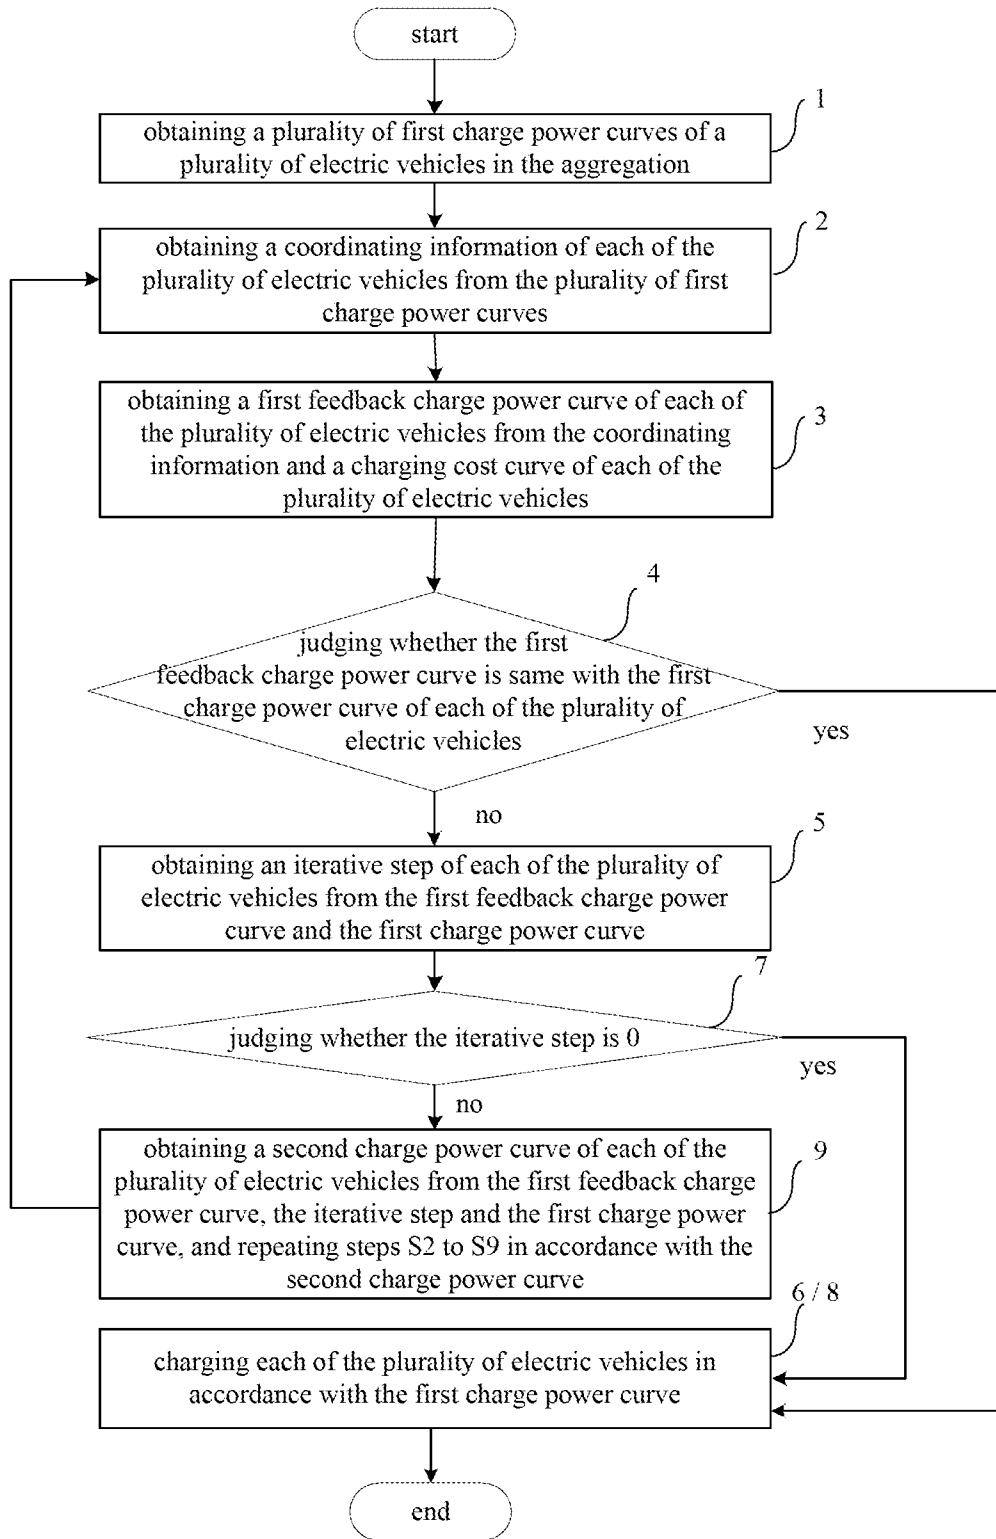 start
1
obtaining a plurality of first charge power curves of a
plurality of electric vehicles in the aggregation
2
obtaining a coordinating information of each of the
plurality of electric vehicles from the plurality of first
charge power curves
3
obtaining a first feedback charge power curve of each of
the plurality of electric vehicles from the coordinating
information and a charging cost curve of each of the
plurality of electric vehicles
4
judging whether the first
feedback charge power curve is same with the first
charge power curve of each of the plurality of
electric vehicles
yes
no
5
obtaining an iterative step of each of the plurality of
electric vehicles from the first feedback charge power
curve and the first charge power curve
7
judging whether the iterative step is 0
yes
no
9
obtaining a second charge power curve of each of the
plurality of electric vehicles from the first feedback charge
power curve, the iterative step and the first charge power
curve, and repeating steps S2 to S9 in accordance with the
second charge power curve
6 / 8
charging each of the plurality of electric vehicles in
accordance with the first charge power curve
end